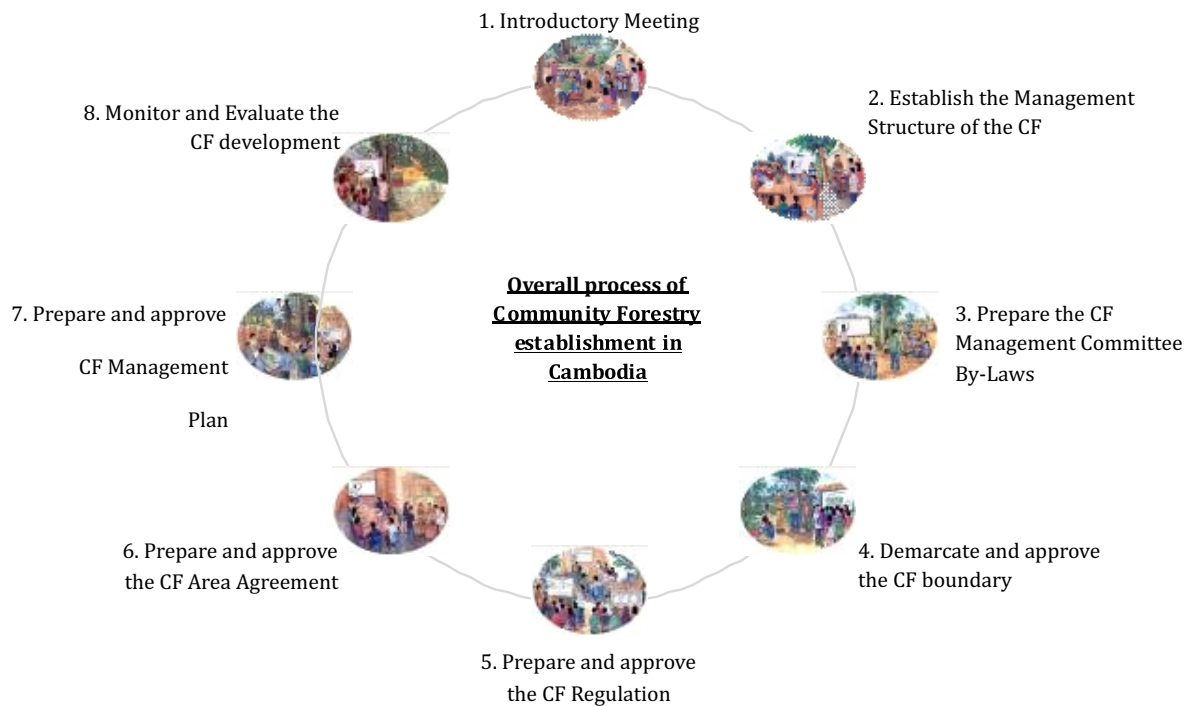 1. Introductory Meeting
2. Establish the Management
Structure of the CF
3. Prepare the CF
Management Committee
By-Laws
4. Demarcate and approve
the CF boundary
5. Prepare and approve
the CF Regulation
6. Prepare and approve
the CF Area Agreement
7. Prepare and approve
CF Management
Plan
8. Monitor and Evaluate the
CF development
Overall process of
Community Forestry
establishment in
Cambodia